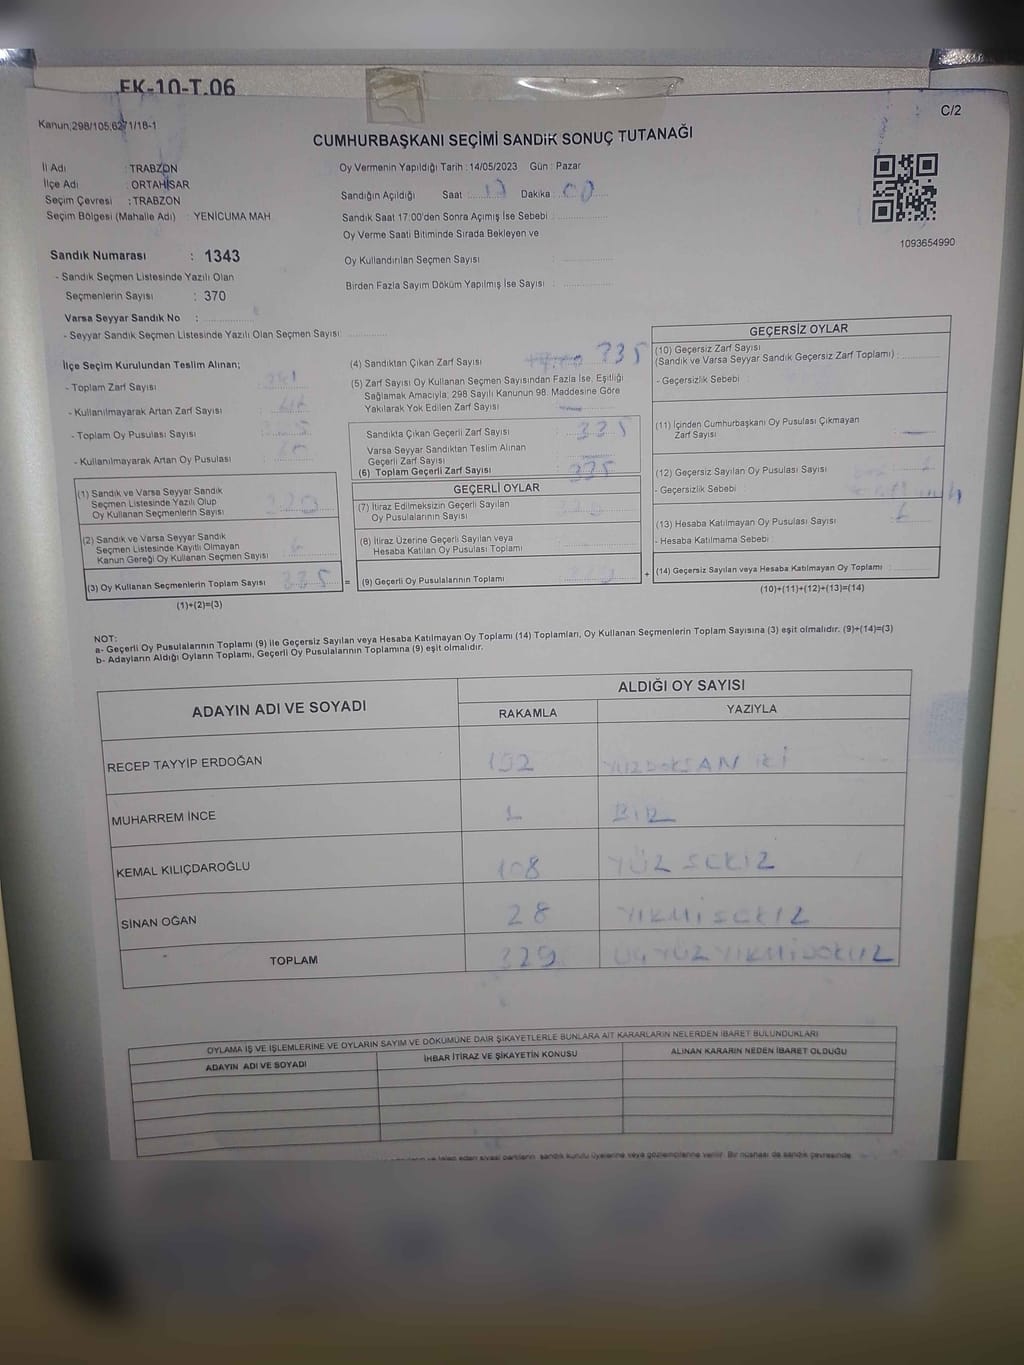 EK-10-T.06
Kanun;298/105;6271/18-1
C/2
CUMHURBAŞKANI SEÇİMİ SANDIK SONUÇ TUTANAĞI
İl Adı : TRABZON
İlçe Adı : ORTAHİSAR
Seçim Çevresi : TRABZON
Seçim Bölgesi (Mahalle Adı) : YENİCUMA MAH
Oy Vermenin Yapıldığı Tarih : 14/05/2023 Gün : Pazar
Sandığın Açıldığı Saat : 17 Dakika : 00
Sandık Saat 17:00'den Sonra Açımış İse Sebebi :
Oy Verme Saati Bitiminde Sırada Bekleyen ve
Oy Kullandırılan Seçmen Sayısı :
Birden Fazla Sayım Döküm Yapılmış İse Sayısı :
1093654990
Sandık Numarası : 1343
- Sandık Seçmen Listesinde Yazılı Olan
Seçmenlerin Sayısı : 370
Varsa Seyyar Sandık No :
- Seyyar Sandık Seçmen Listesinde Yazılı Olan Seçmen Sayısı:
İlçe Seçim Kurulundan Teslim Alınan;
- Toplam Zarf Sayısı :
- Kullanılmayarak Artan Zarf Sayısı :
- Toplam Oy Pusulası Sayısı :
- Kullanılmayarak Artan Oy Pusulası :
(1) Sandık ve Varsa Seyyar Sandık
Seçmen Listesinde Yazılı Olup
Oy Kullanan Seçmenlerin Sayısı :
(2) Sandık ve Varsa Seyyar Sandık
Seçmen Listesinde Kayıtlı Olmayan
Kanun Gereği Oy Kullanan Seçmen Sayısı :
(3) Oy Kullanan Seçmenlerin Toplam Sayısı : 335 =
(1)+(2)=(3)
(4) Sandıktan Çıkan Zarf Sayısı : 335
(5) Zarf Sayısı Oy Kullanan Seçmen Sayısından Fazla İse, Eşitliği
Sağlamak Amacıyla; 298 Sayılı Kanunun 98. Maddesine Göre
Yakılarak Yok Edilen Zarf Sayısı :
Sandıkta Çıkan Geçerli Zarf Sayısı : 335
Varsa Seyyar Sandıktan Teslim Alınan
Geçerli Zarf Sayısı :
(6) Toplam Geçerli Zarf Sayısı : 335
GEÇERLİ OYLAR
(7) İtiraz Edilmeksizin Geçerli Sayılan
Oy Pusulalarının Sayısı :
(8) İtiraz Üzerine Geçerli Sayılan veya
Hesaba Katılan Oy Pusulası Toplamı :
(9) Geçerli Oy Pusulalarının Toplamı : +
GEÇERSİZ OYLAR
(10) Geçersiz Zarf Sayısı
(Sandık ve Varsa Seyyar Sandık Geçersiz Zarf Toplamı) :
- Geçersizlik Sebebi :
(11) İçinden Cumhurbaşkanı Oy Pusulası Çıkmayan
Zarf Sayısı :
(12) Geçersiz Sayılan Oy Pusulası Sayısı :
- Geçersizlik Sebebi :
(13) Hesaba Katılmayan Oy Pusulası Sayısı :
- Hesaba Katılmama Sebebi :
(14) Geçersiz Sayılan veya Hesaba Katılmayan Oy Toplamı :
(10)+(11)+(12)+(13)=(14)
NOT:
a- Geçerli Oy Pusulalarının Toplamı (9) ile Geçersiz Sayılan veya Hesaba Katılmayan Oy Toplamı (14) Toplamları, Oy Kullanan Seçmenlerin Toplam Sayısına (3) eşit olmalıdır. (9)+(14)=(3)
b- Adayların Aldığı Oyların Toplamı, Geçerli Oy Pusulalarının Toplamına (9) eşit olmalıdır.
ADAYIN ADI VE SOYADI
ALDIĞI OY SAYISI
RAKAMLA YAZIYLA
RECEP TAYYİP ERDOĞAN 192 YÜZDOKSAN İKİ
MUHARREM İNCE 1 BİR
KEMAL KILIÇDAROĞLU 108 YÜZ SEKİZ
SİNAN OĞAN 28 YİRMİ SEKİZ
TOPLAM 329 ÜÇ YÜZ YİRMİ DOKUZ
OYLAMA İŞ VE İŞLEMLERİNE VE OYLARIN SAYIM VE DÖKÜMÜNE DAİR ŞİKAYETLERLE BUNLARA AİT KARARLARIN NELERDEN İBARET BULUNDUKLARI
ADAYIN ADI VE SOYADI İHBAR İTİRAZ VE ŞİKAYETİN KONUSU ALINAN KARARIN NEDEN İBARET OLDUĞU
talep eden siyasi partilerin sandık kurulu üyelerine veya gözlemcilerine verilir. Bir nüshası da sandık çevresinde